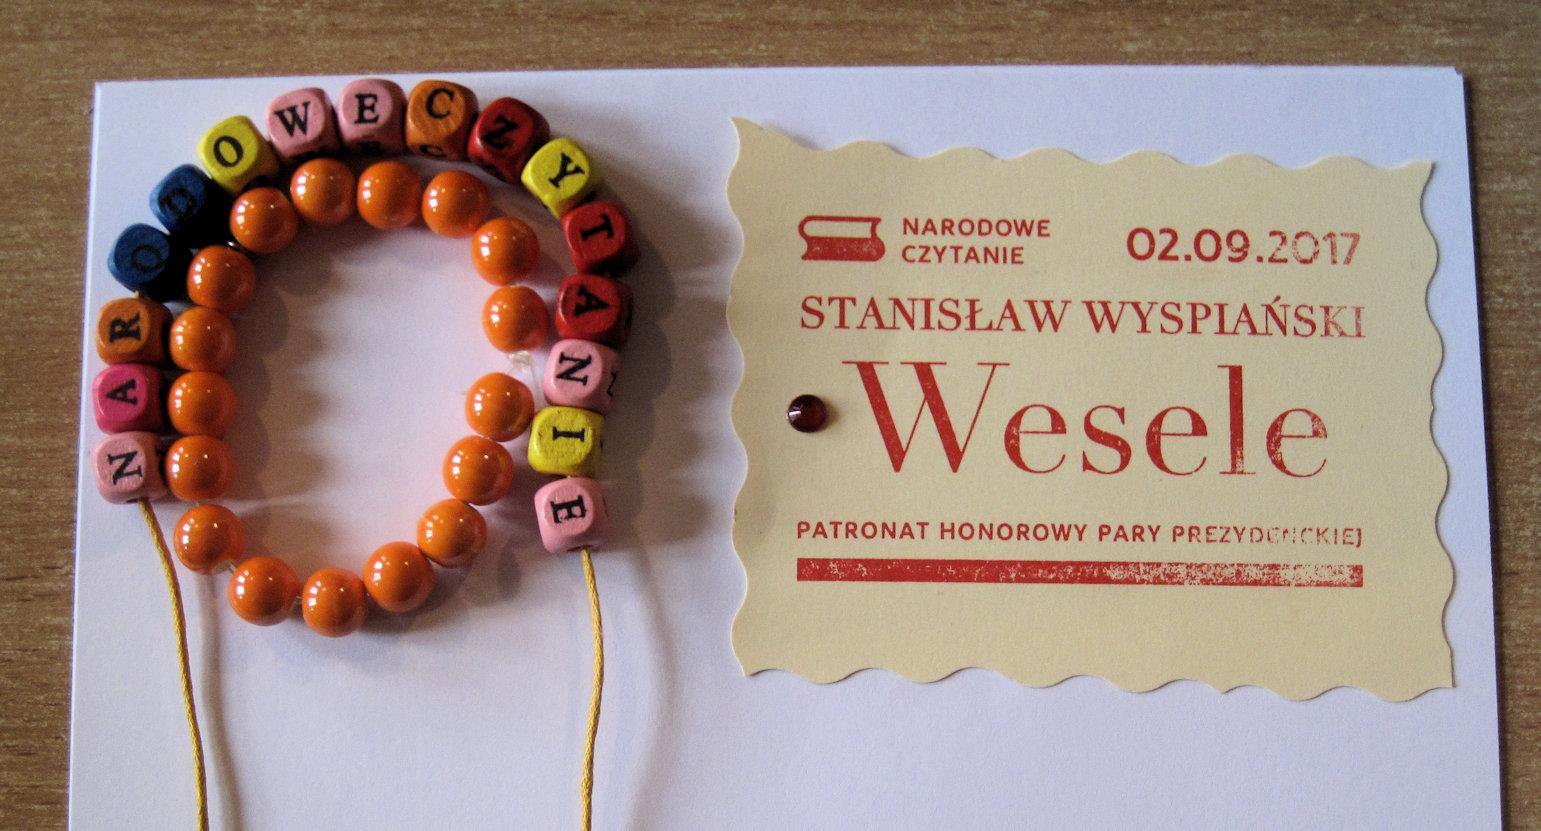 NARODOWECZYTANIE
NARODOWE
CZYTANIE
02.09.2017
STANISŁAW WYSPIAŃSKI
Wesele
PATRONAT HONOROWY PARY PREZYDENCKIEJ